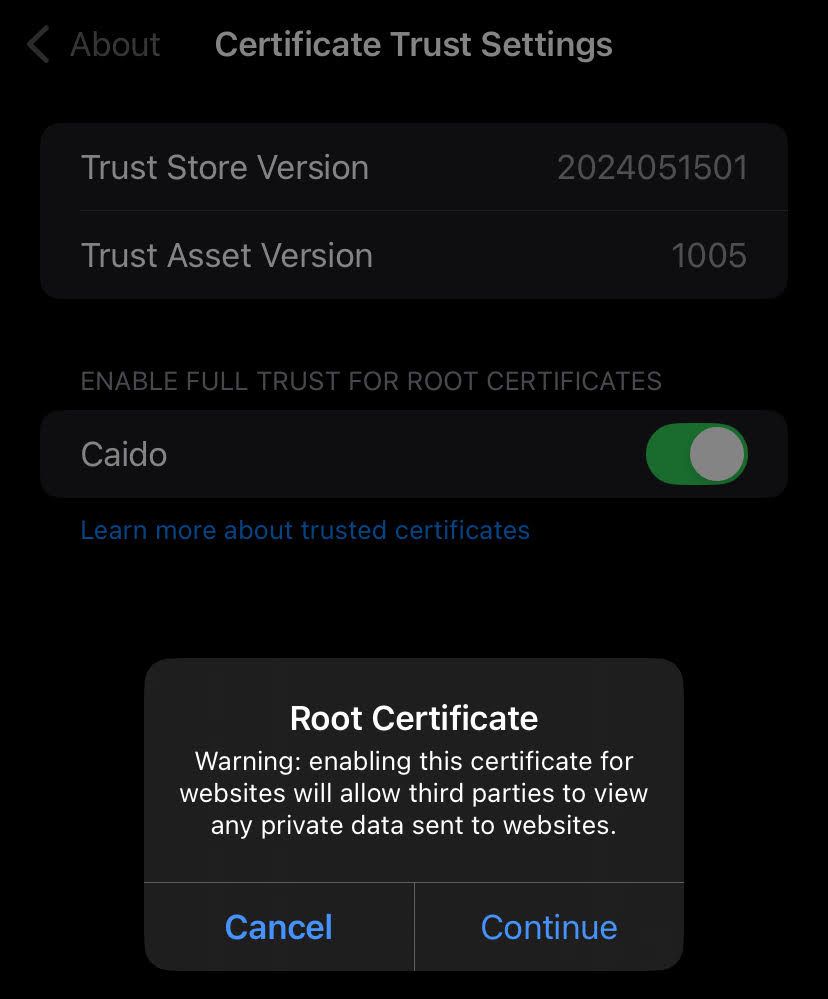 About
Certificate Trust Settings
Trust Store Version 2024051501
Trust Asset Version 1005
ENABLE FULL TRUST FOR ROOT CERTIFICATES
Caido
Learn more about trusted certificates
Root Certificate
Warning: enabling this certificate for
websites will allow third parties to view
any private data sent to websites.
Cancel Continue